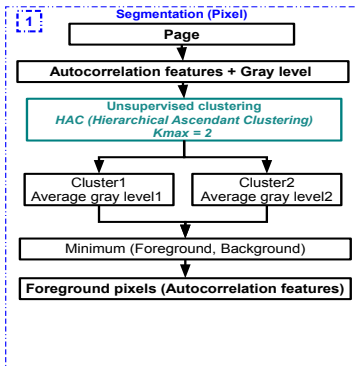 1
Segmentation (Pixel)
Page
Autocorrelation features + Gray level
Unsupervised clustering
HAC (Hierarchical Ascendant Clustering)
Kmax = 2
Cluster1
Average gray level1
Cluster2
Average gray level2
Minimum (Foreground, Background)
Foreground pixels (Autocorrelation features)